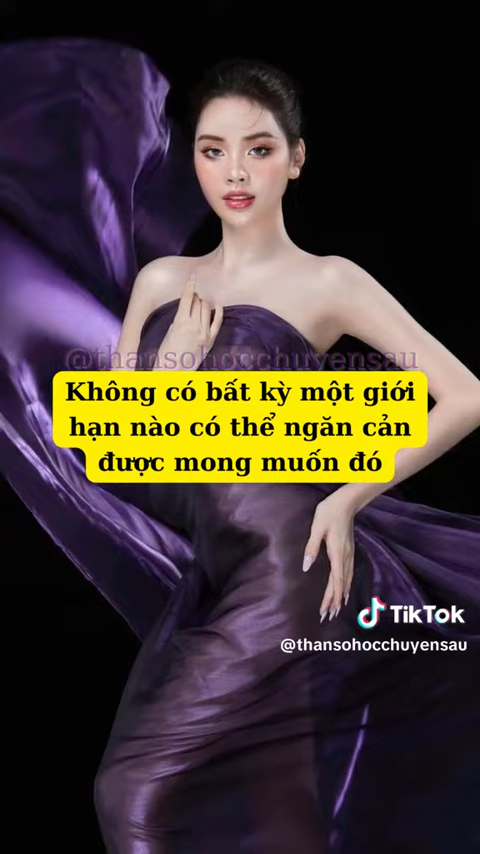 @thansohocchuyensau
Không có bất kỳ một giới
hạn nào có thể ngăn cản
được mong muốn đó
TikTok
@thansohocchuyensau